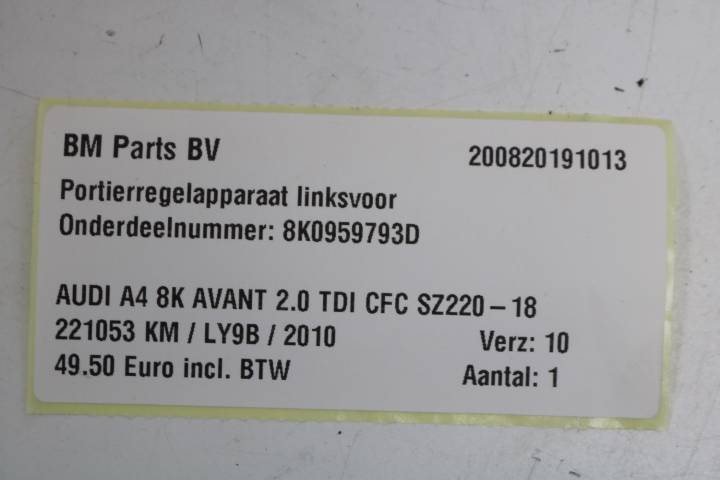 BM Parts BV 200820191013
Portierregelapparaat linksvoor
Onderdeelnummer: 8K0959793D
AUDI A4 8K AVANT 2.0 TDI CFC SZ220 – 18
221053 KM / LY9B / 2010 Verz: 10
49.50 Euro incl. BTW Aantal: 1